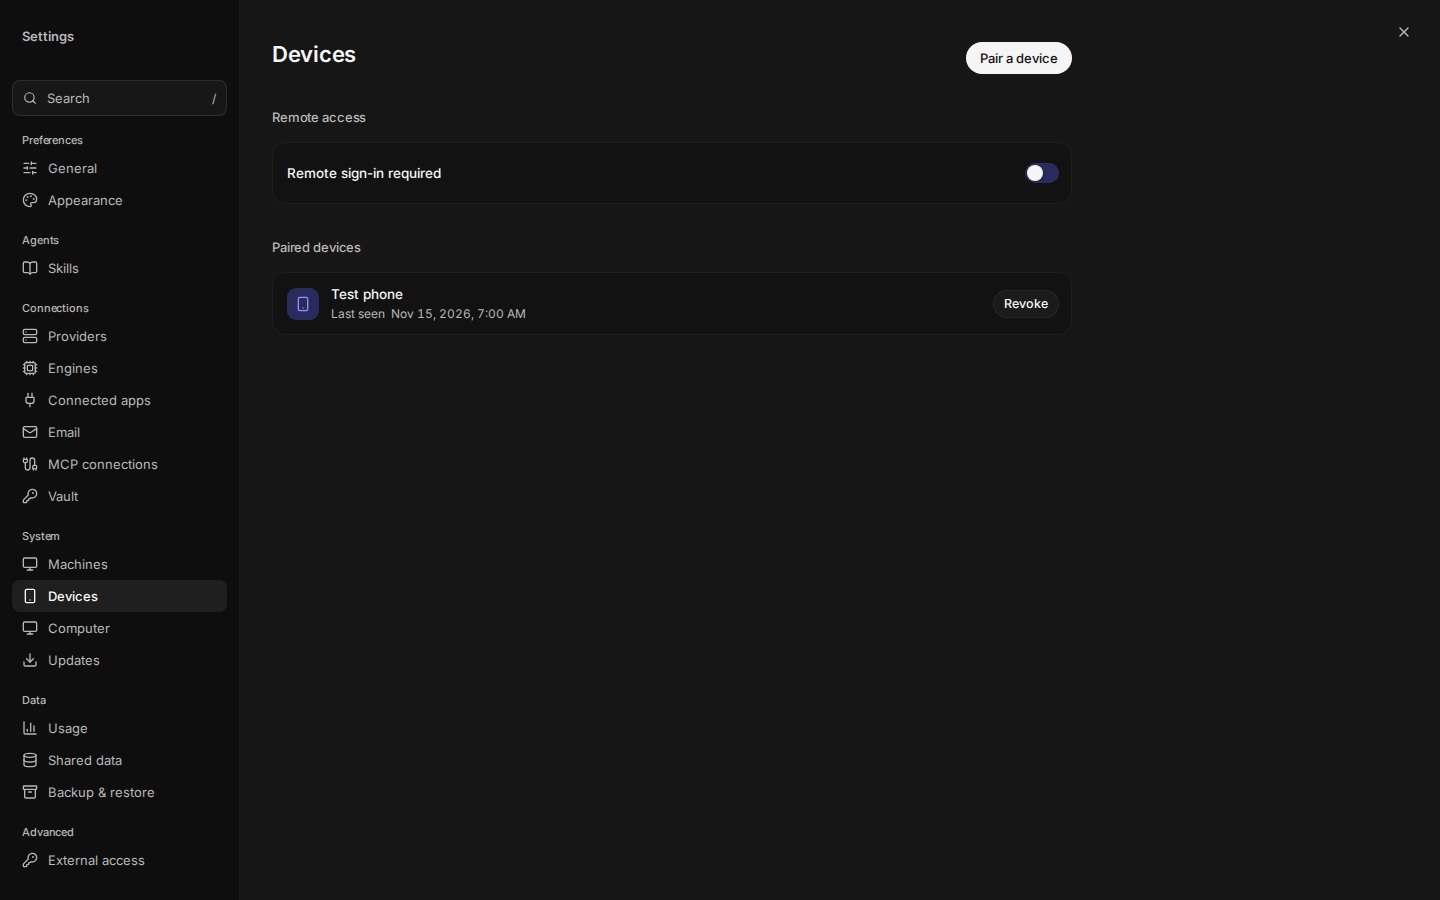 Settings
Search /
Preferences
General
Appearance
Agents
Skills
Connections
Providers
Engines
Connected apps
Email
MCP connections
Vault
System
Machines
Devices
Computer
Updates
Data
Usage
Shared data
Backup & restore
Advanced
External access
Devices
Pair a device
Remote access
Remote sign-in required
Paired devices
Test phone
Last seen Nov 15, 2026, 7:00 AM
Revoke